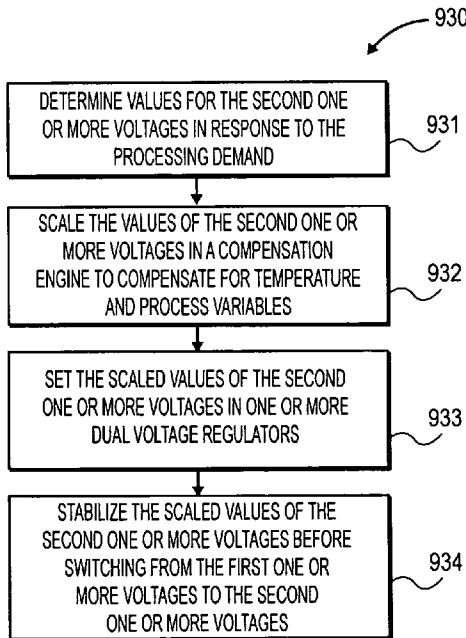 930
DETERMINE VALUES FOR THE SECOND ONE
OR MORE VOLTAGES IN RESPONSE TO THE
PROCESSING DEMAND
931
SCALE THE VALUES OF THE SECOND ONE OR
MORE VOLTAGES IN A COMPENSATION
ENGINE TO COMPENSATE FOR TEMPERATURE
AND PROCESS VARIABLES
932
SET THE SCALED VALUES OF THE SECOND
ONE OR MORE VOLTAGES IN ONE OR MORE
DUAL VOLTAGE REGULATORS
933
STABILIZE THE SCALED VALUES OF THE
SECOND ONE OR MORE VOLTAGES BEFORE
SWITCHING FROM THE FIRST ONE OR
MORE VOLTAGES TO THE SECOND
ONE OR MORE VOLTAGES
934